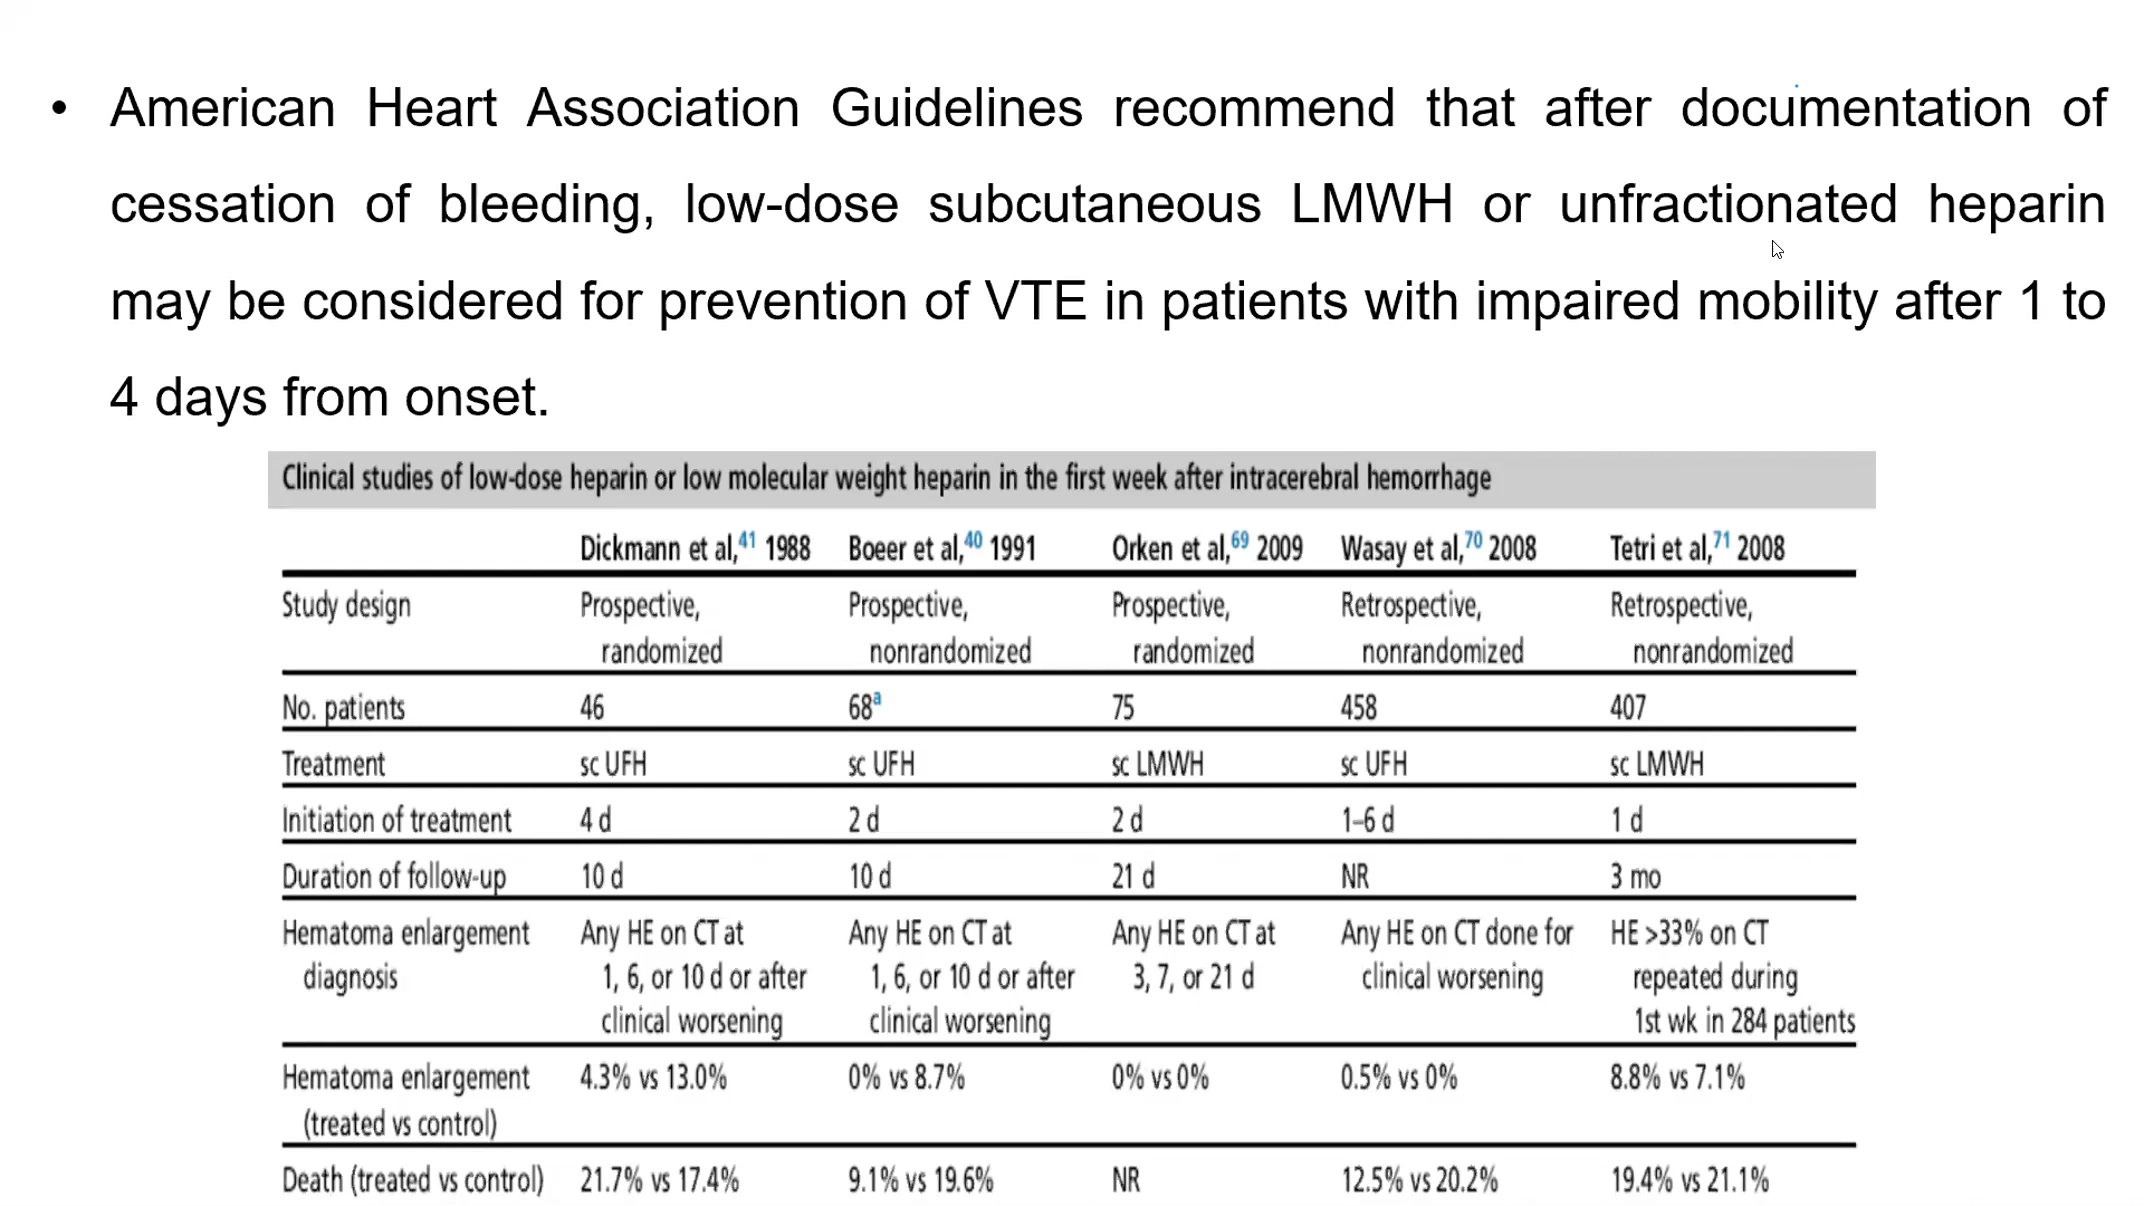 • American Heart Association Guidelines recommend that after documentation of
cessation of bleeding, low-dose subcutaneous LMWH or unfractionated heparin
may be considered for prevention of VTE in patients with impaired mobility after 1 to
4 days from onset.
Clinical studies of low-dose heparin or low molecular weight heparin in the first week after intracerebral hemorrhage
Dickmann et al,41 1988 Boeer et al,40 1991 Orken et al,69 2009 Wasay et al,70 2008 Tetri et al,71 2008
Study design Prospective, Prospective, Prospective, Retrospective, Retrospective,
randomized nonrandomized randomized nonrandomized nonrandomized
No. patients 46 68a 75 458 407
Treatment sc UFH sc UFH sc LMWH sc UFH sc LMWH
Initiation of treatment 4 d 2 d 2 d 1–6 d 1 d
Duration of follow-up 10 d 10 d 21 d NR 3 mo
Hematoma enlargement Any HE on CT at Any HE on CT at Any HE on CT at Any HE on CT done for HE >33% on CT
diagnosis 1, 6, or 10 d or after 1, 6, or 10 d or after 3, 7, or 21 d clinical worsening repeated during
clinical worsening clinical worsening 1st wk in 284 patients
Hematoma enlargement 4.3% vs 13.0% 0% vs 8.7% 0% vs 0% 0.5% vs 0% 8.8% vs 7.1%
(treated vs control)
Death (treated vs control) 21.7% vs 17.4% 9.1% vs 19.6% NR 12.5% vs 20.2% 19.4% vs 21.1%